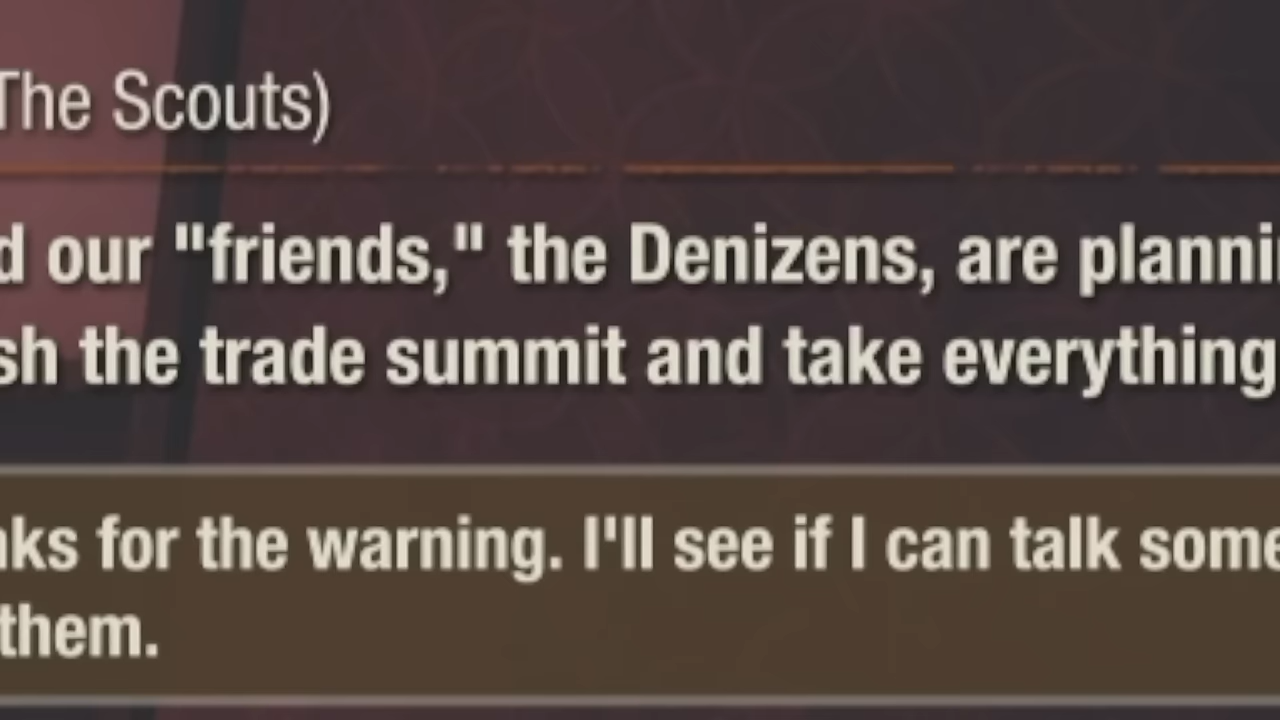 The Scouts)
d our "friends," the Denizens, are planni
sh the trade summit and take everything
nks for the warning. I'll see if I can talk some
them.